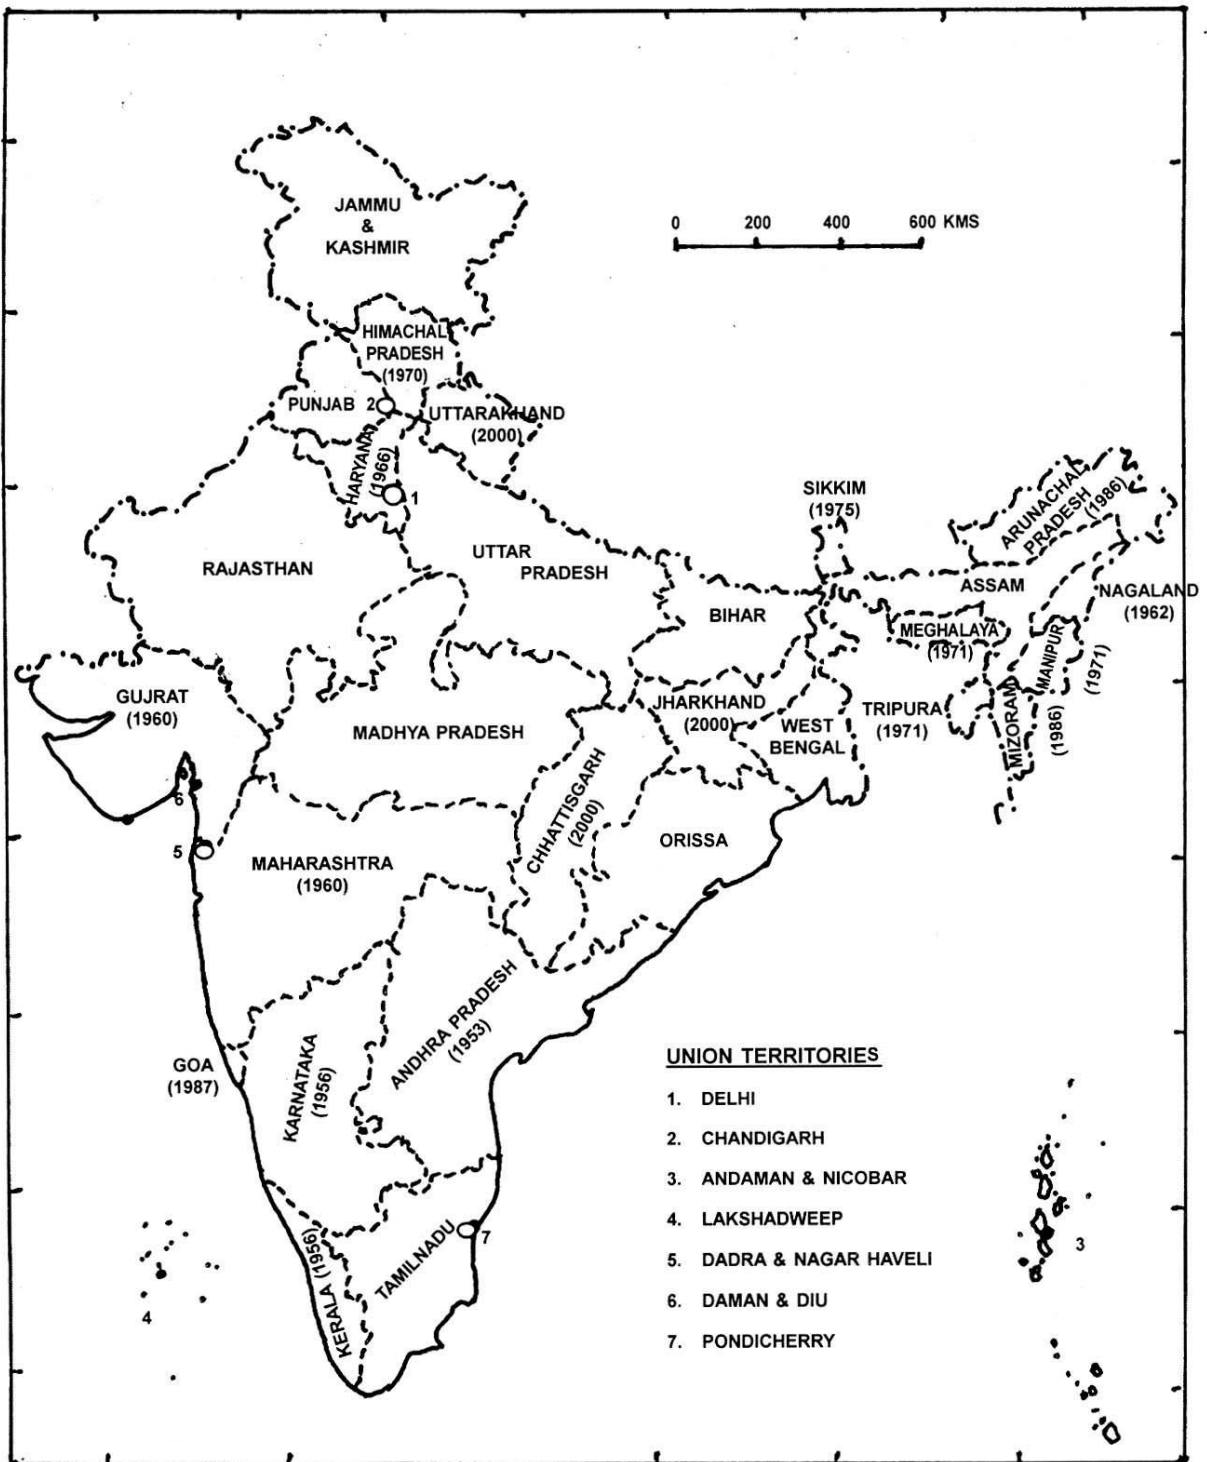 JAMMU
&
KASHMIR
0 200 400 600 KMS
HIMACHAL
PRADESH
(1970)
PUNJAB 2
UTTARAKHAND
(2000)
HARYANA
(1966)
1
SIKKIM
(1975)
ARUNACHAL
PRADESH (1986)
RAJASTHAN
UTTAR
PRADESH
ASSAM
NAGALAND
(1962)
BIHAR
MEGHALAYA
(1971)
MANIPUR
(1971)
GUJRAT
(1960)
MADHYA PRADESH
JHARKHAND
(2000)
WEST
BENGAL
TRIPURA
(1971)
MIZORAM
(1986)
6
CHHATTISGARH
(2000)
ORISSA
5
MAHARASHTRA
(1960)
ANDHRA PRADESH
(1953)
GOA
(1987)
KARNATAKA
(1956)
UNION TERRITORIES
1. DELHI
2. CHANDIGARH
3. ANDAMAN & NICOBAR
4. LAKSHADWEEP
5. DADRA & NAGAR HAVELI
6. DAMAN & DIU
7. PONDICHERRY
KERALA (1956)
TAMILNADU
7
4
3